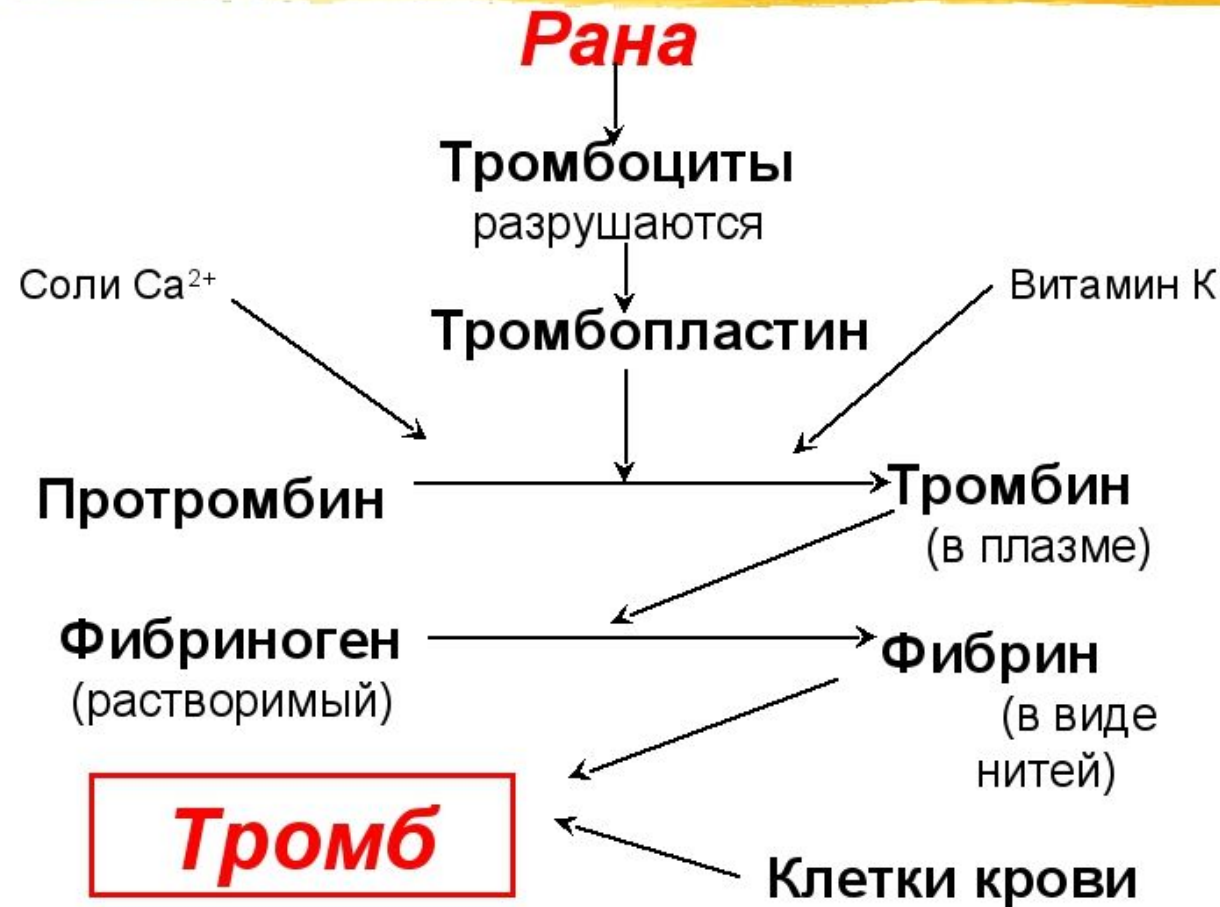 Рана
Тромбоциты
разрушаются
Соли Ca²⁺
Витамин К
Тромбопластин
Протромбин
Тромбин
(в плазме)
Фибриноген
(растворимый)
Фибрин
(в виде
нитей)
Тромб
Клетки крови